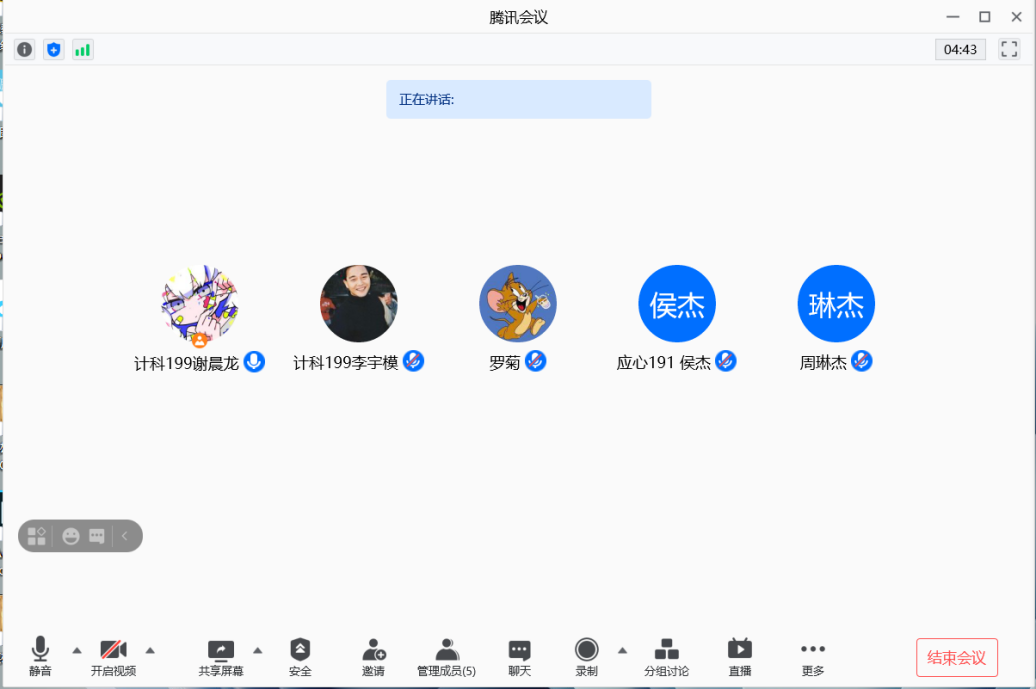 腾讯会议
04:43
正在讲话:
侯杰
琳杰
计科199谢晨龙
计科199李宇模
罗菊
应心191 侯杰
周琳杰
静音
开启视频
共享屏幕
安全
邀请
管理成员(5)
聊天
录制
分组讨论
直播
更多
结束会议